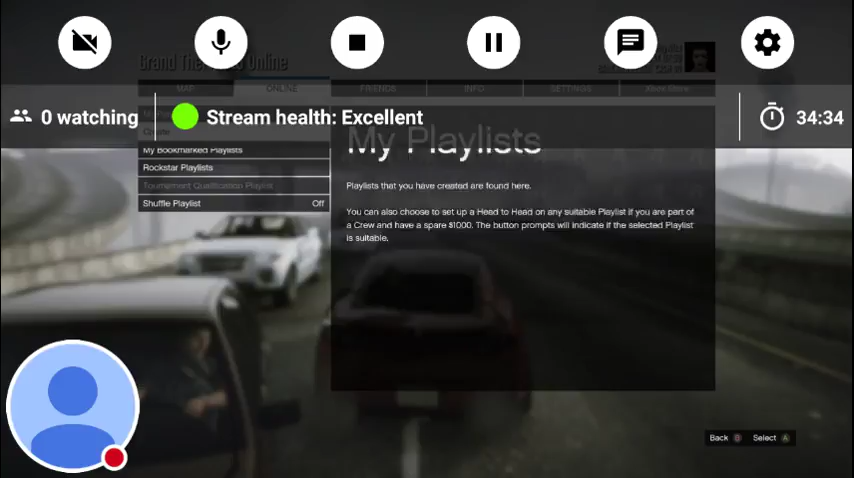 Grand Theft Auto Online
MAP ONLINE FRIENDS INFO SETTINGS Xbox Store
0 watching
Stream health: Excellent
34:34
My Playlists
My Bookmarked Playlists
Rockstar Playlists
Tournament Qualification Playlist
Shuffle Playlist Off
Playlists that you have created are found here.
You can also choose to set up a Head to Head on any suitable Playlist if you are part
of a Crew and have a spare $1000. The button prompts will indicate if the selected Playlist
is suitable.
Back B Select A